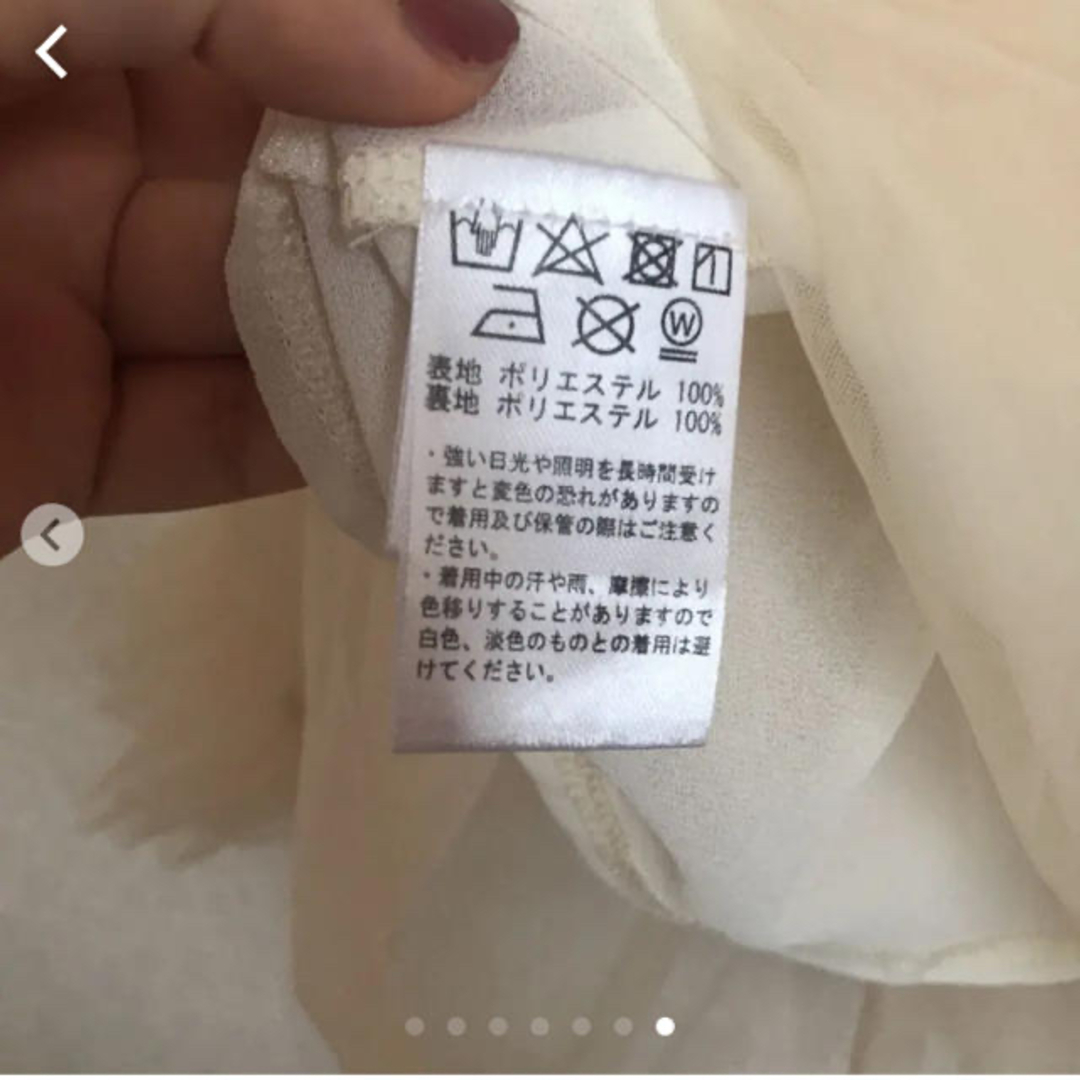 W
表地 ポリエステル 100%
裏地 ポリエステル 100%
・強い日光や照明を長時間受け
ますと変色の恐れがありますの
で着用及び保管の際はご注意く
ださい。
・着用中の汗や雨、摩擦により
色移りすることがありますので
白色、淡色のものとの着用は避
けてください。